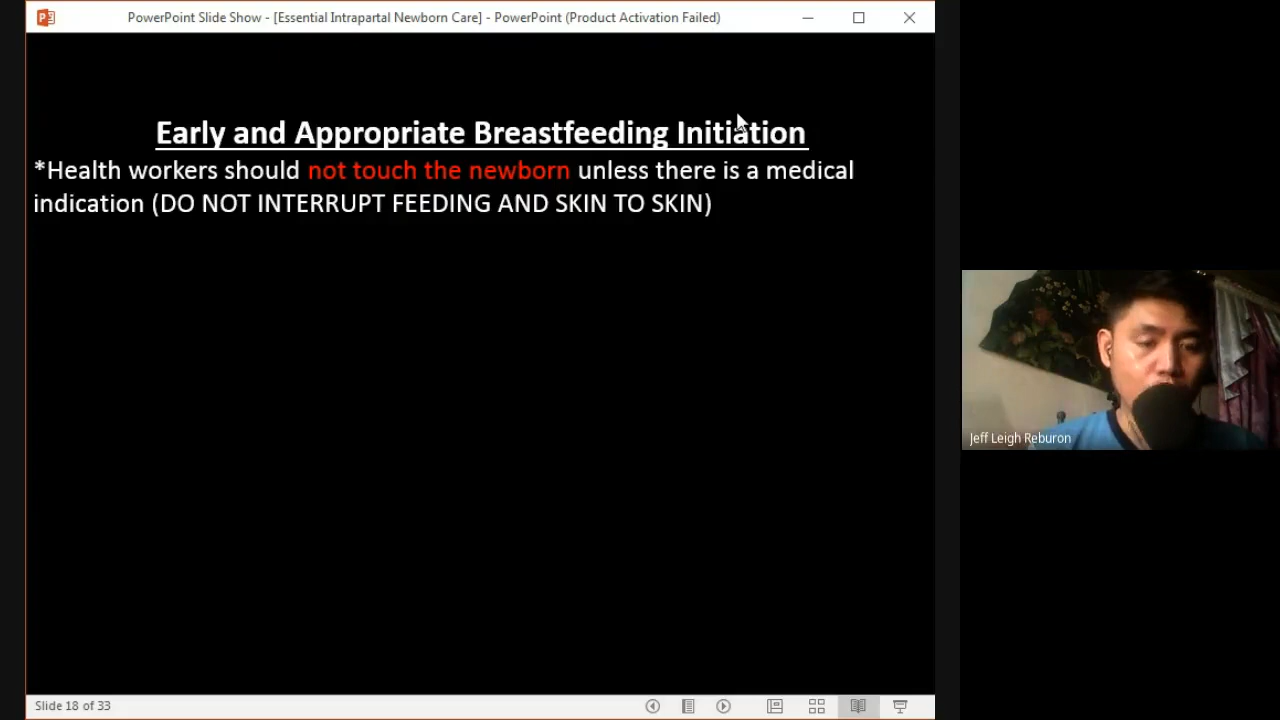 PowerPoint Slide Show - [Essential Intrapartal Newborn Care] - PowerPoint (Product Activation Failed)
Early and Appropriate Breastfeeding Initiation
*Health workers should not touch the newborn unless there is a medical
indication (DO NOT INTERRUPT FEEDING AND SKIN TO SKIN)
Jeff Leigh Reburon
Slide 18 of 33